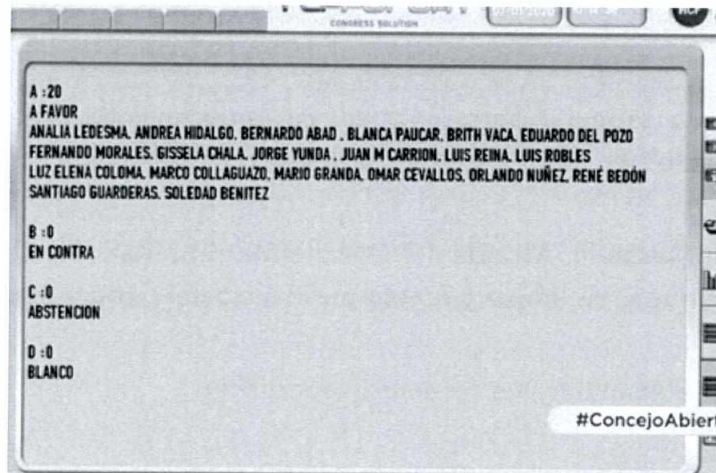 CONGRESS SOLUTION
A :20
A FAVOR
ANALIA LEDESMA, ANDREA HIDALGO, BERNARDO ABAD , BLANCA PAUCAR, BRITH VACA, EDUARDO DEL POZO
FERNANDO MORALES, GISSELA CHALA, JORGE YUNDA , JUAN M CARRION, LUIS REINA, LUIS ROBLES
LUZ ELENA COLOMA, MARCO COLLAGUAZO, MARIO GRANDA, OMAR CEVALLOS, ORLANDO NUÑEZ, RENÉ BEDÓN
SANTIAGO GUARDERAS, SOLEDAD BENITEZ
B :0
EN CONTRA
C :0
ABSTENCION
D :0
BLANCO
#ConcejoAbiert